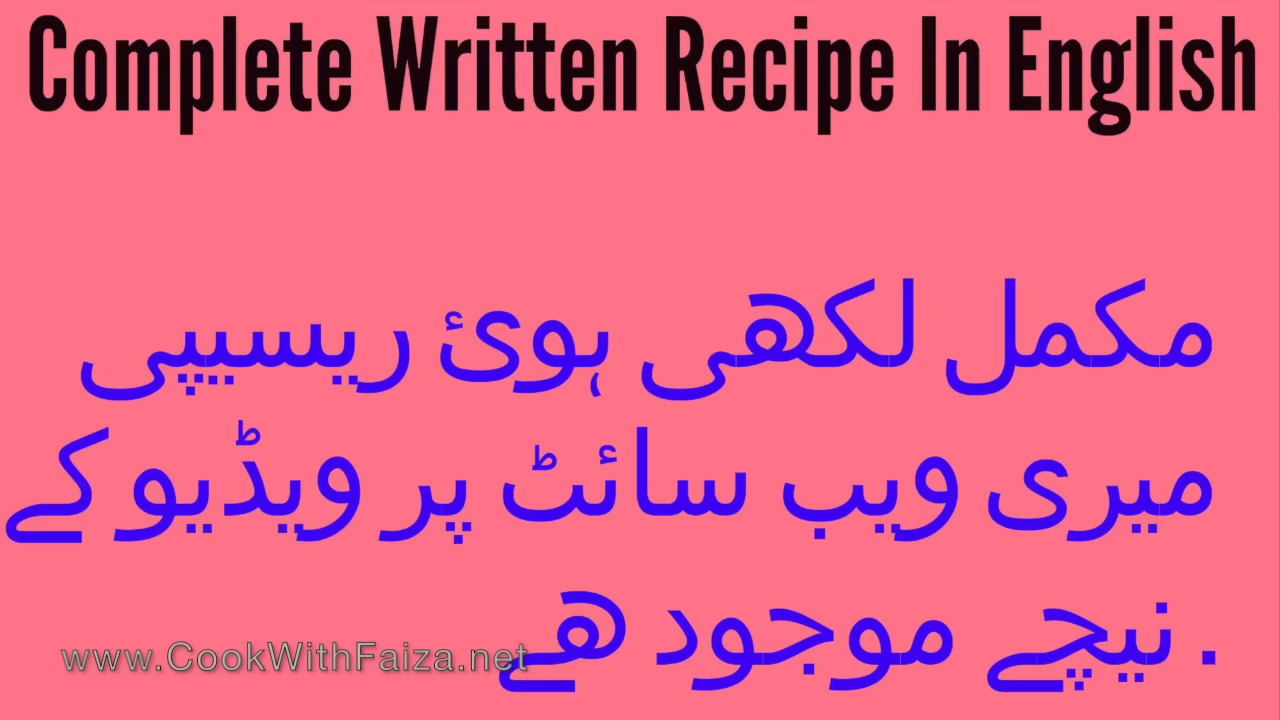 Complete Written Recipe In English
مکمل لکھی ہوئ ریسیپی
میری ویب سائٹ پر ویڈیو کے
نیچے موجود ھے.
www.CookWithFaiza.net